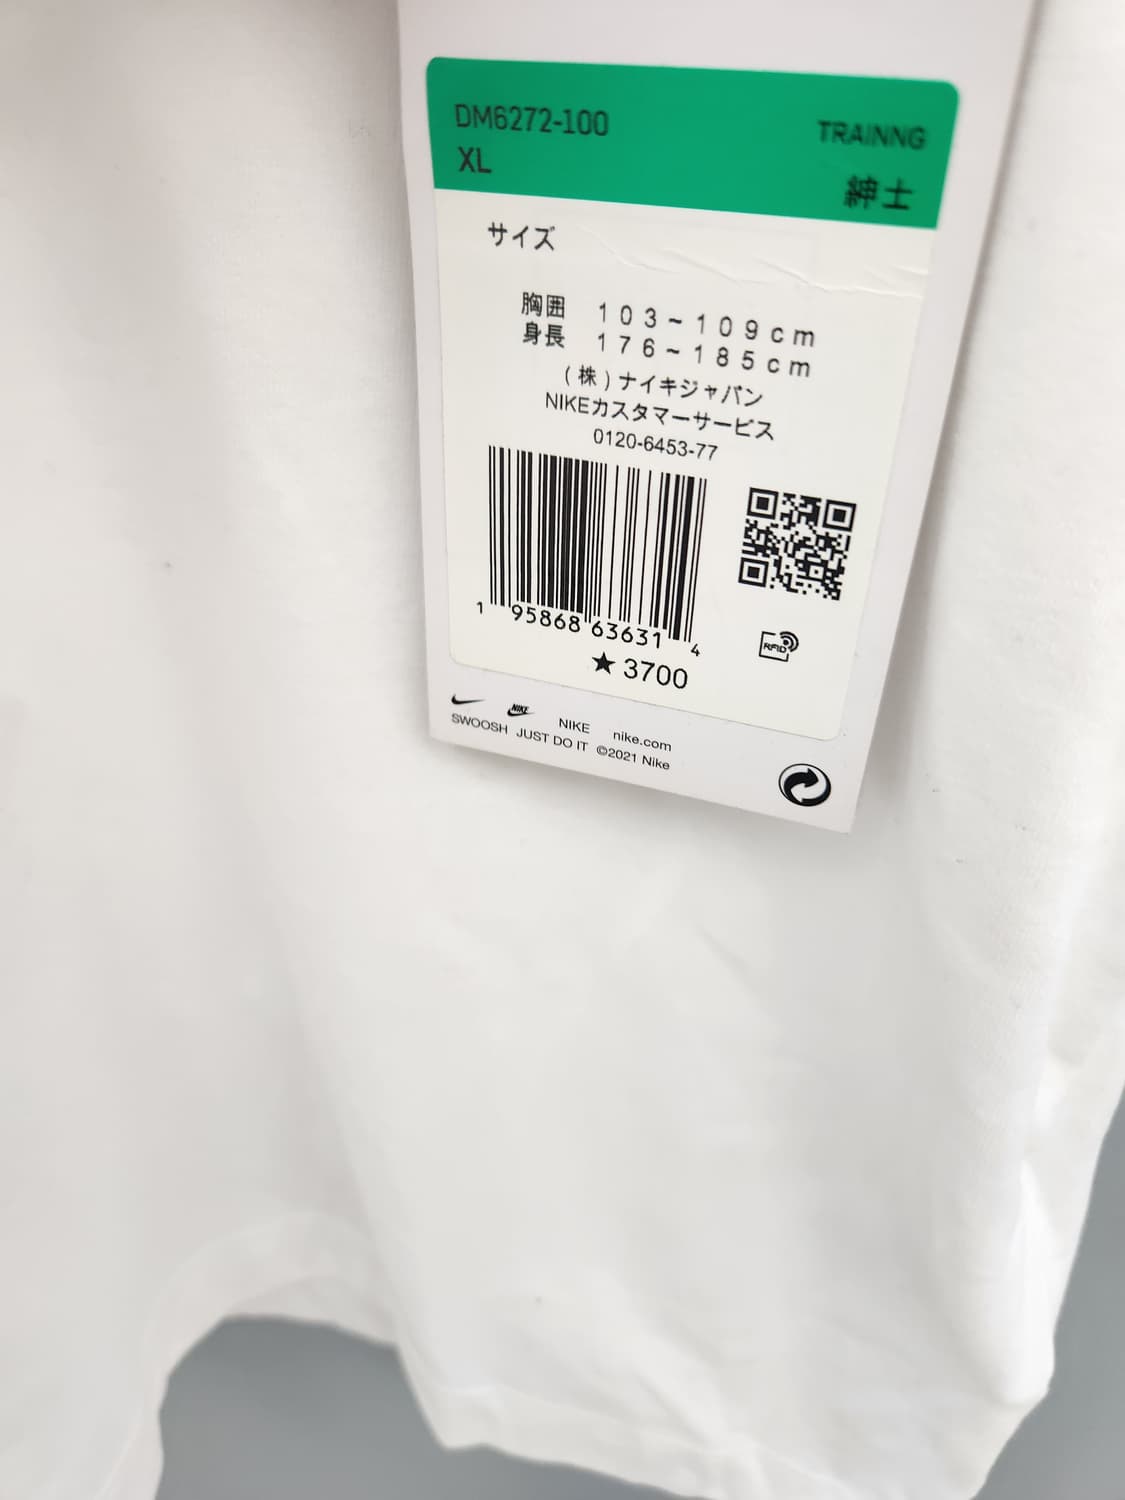 DM6272-100
XL
TRAINNG
紳士
サイズ
胸囲 103~109cm
身長 176~185cm
(株)ナイキジャパン
NIKEカスタマーサービス
0120-6453-77
1 95868 63631 4
★3700
RFID
NIKE NIKE nike.com
SWOOSH JUST DO IT ©2021 Nike